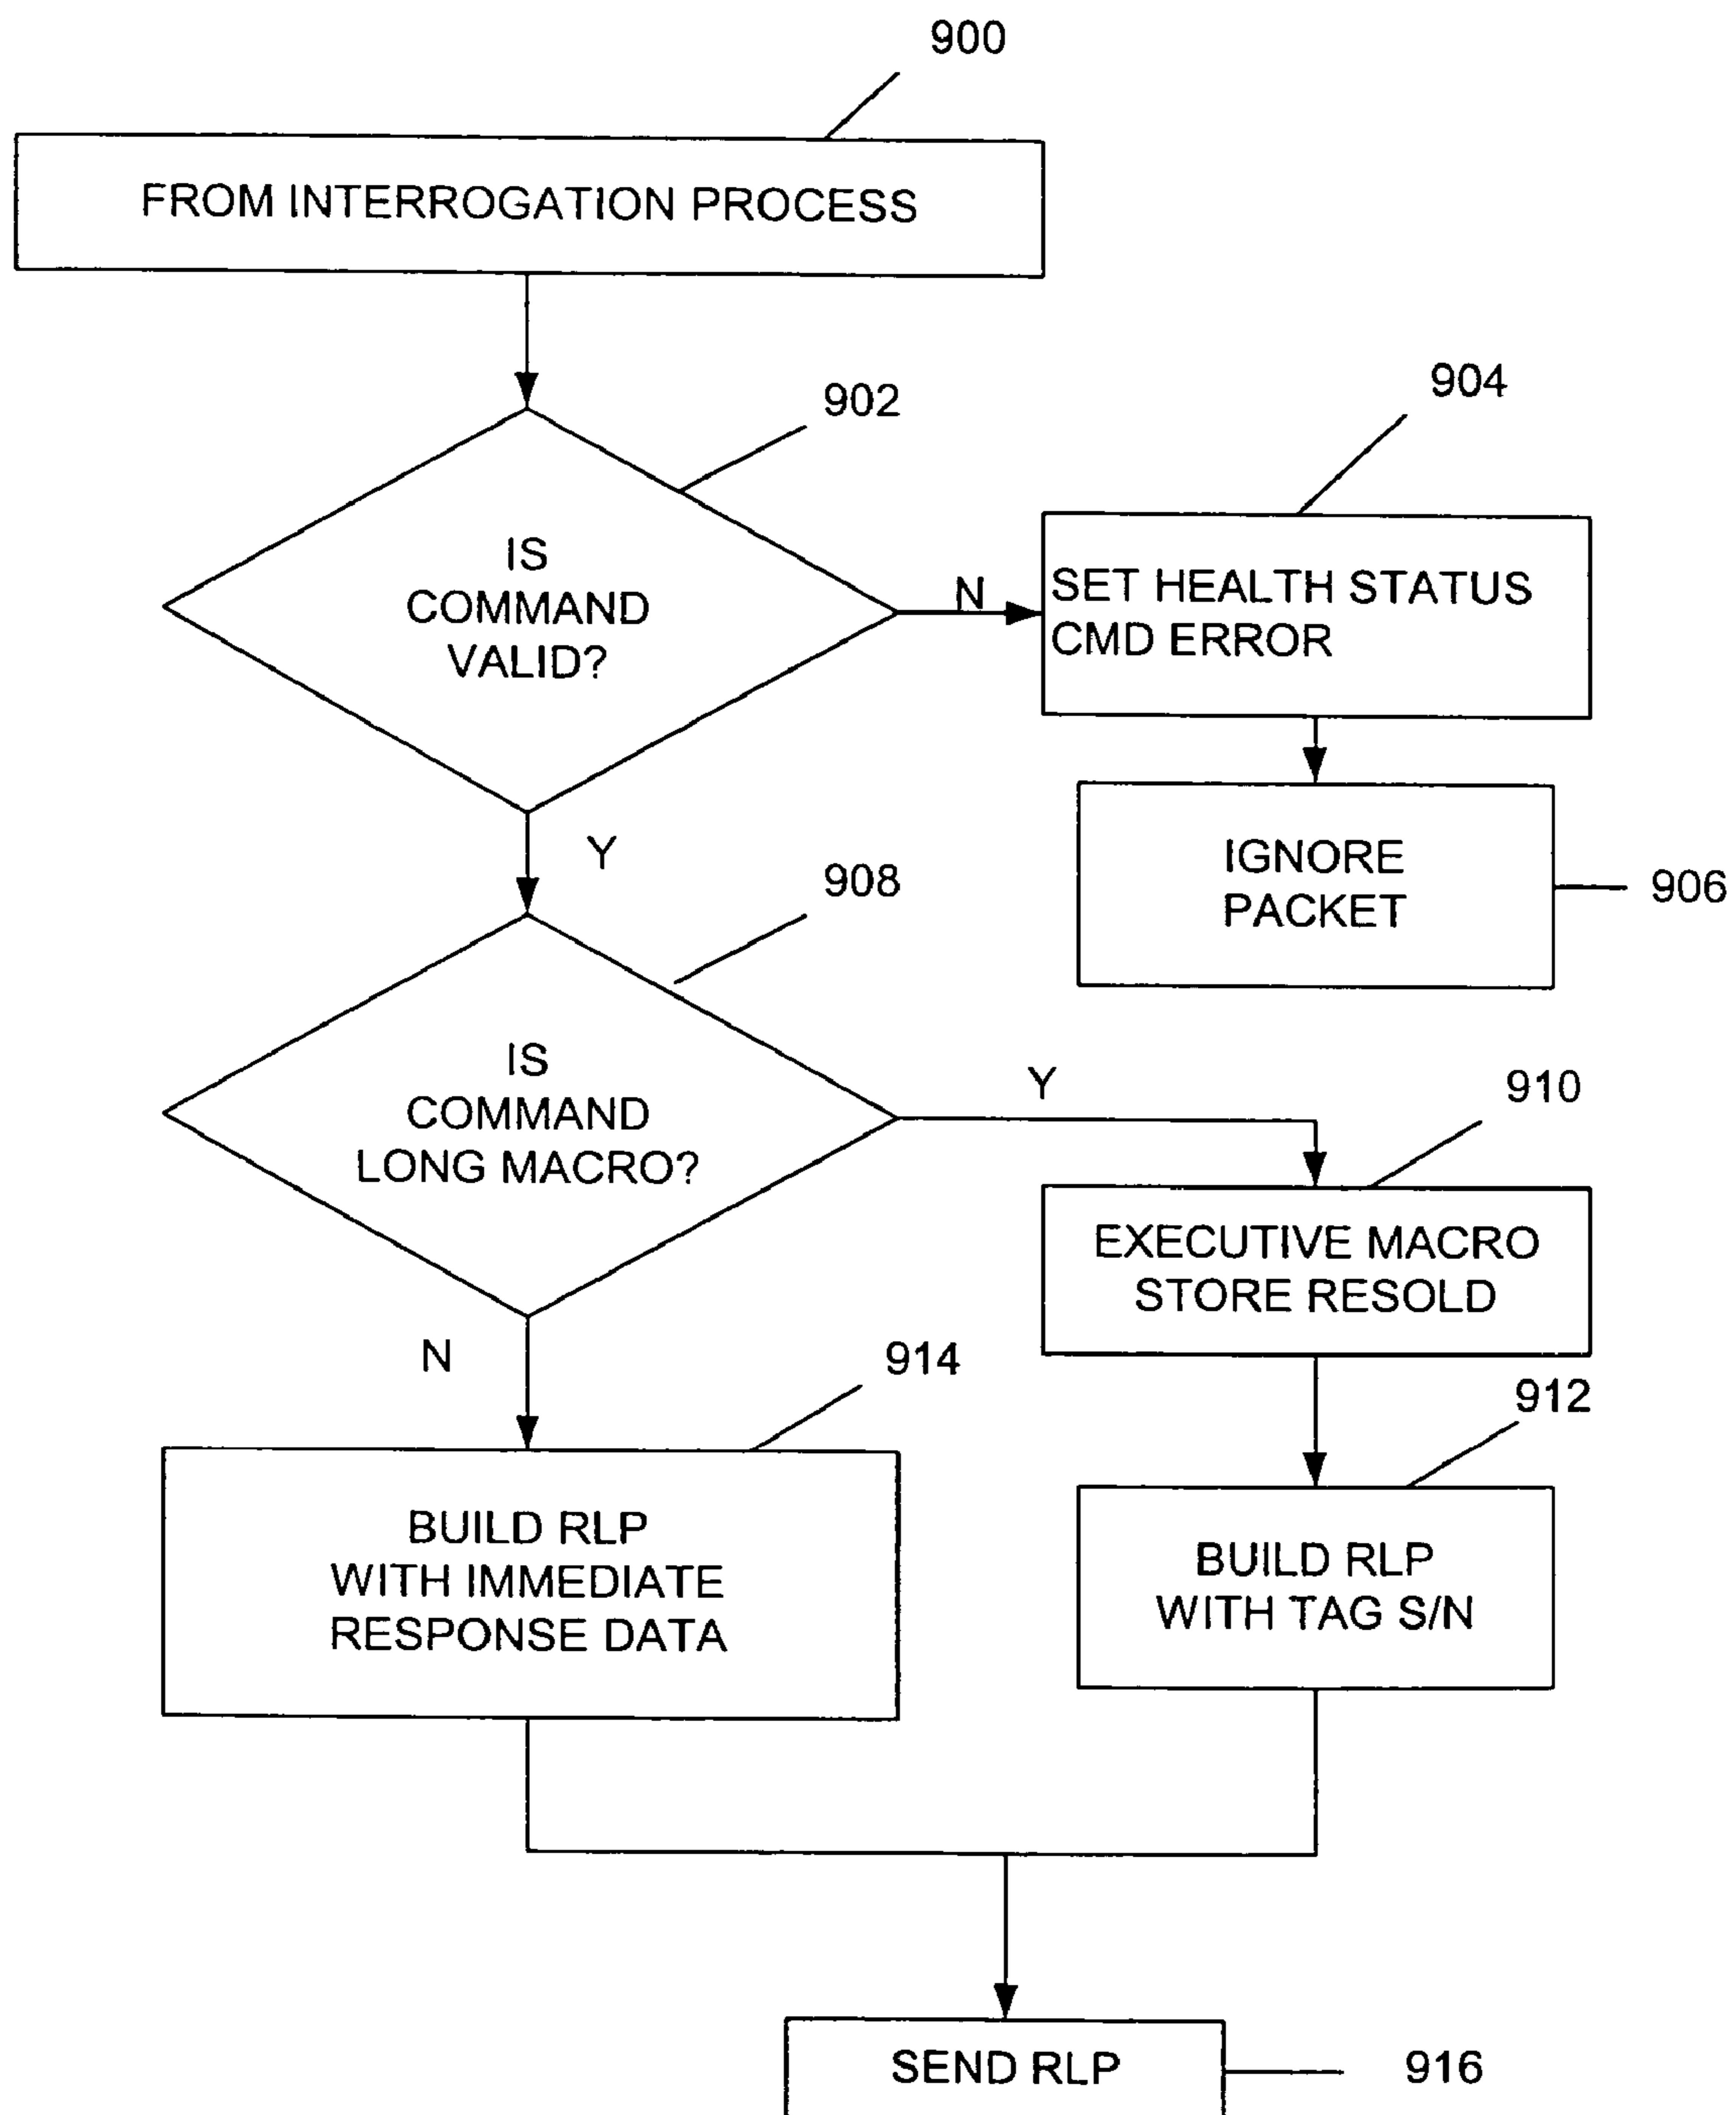 900
FROM INTERROGATION PROCESS
902
904
IS
COMMAND
VALID?
N
SET HEALTH STATUS
CMD ERROR
Y
IGNORE
PACKET
906
908
IS
COMMAND
LONG MACRO?
Y
910
EXECUTIVE MACRO
STORE RESOLD
N
914
912
BUILD RLP
WITH IMMEDIATE
RESPONSE DATA
BUILD RLP
WITH TAG S/N
SEND RLP
916